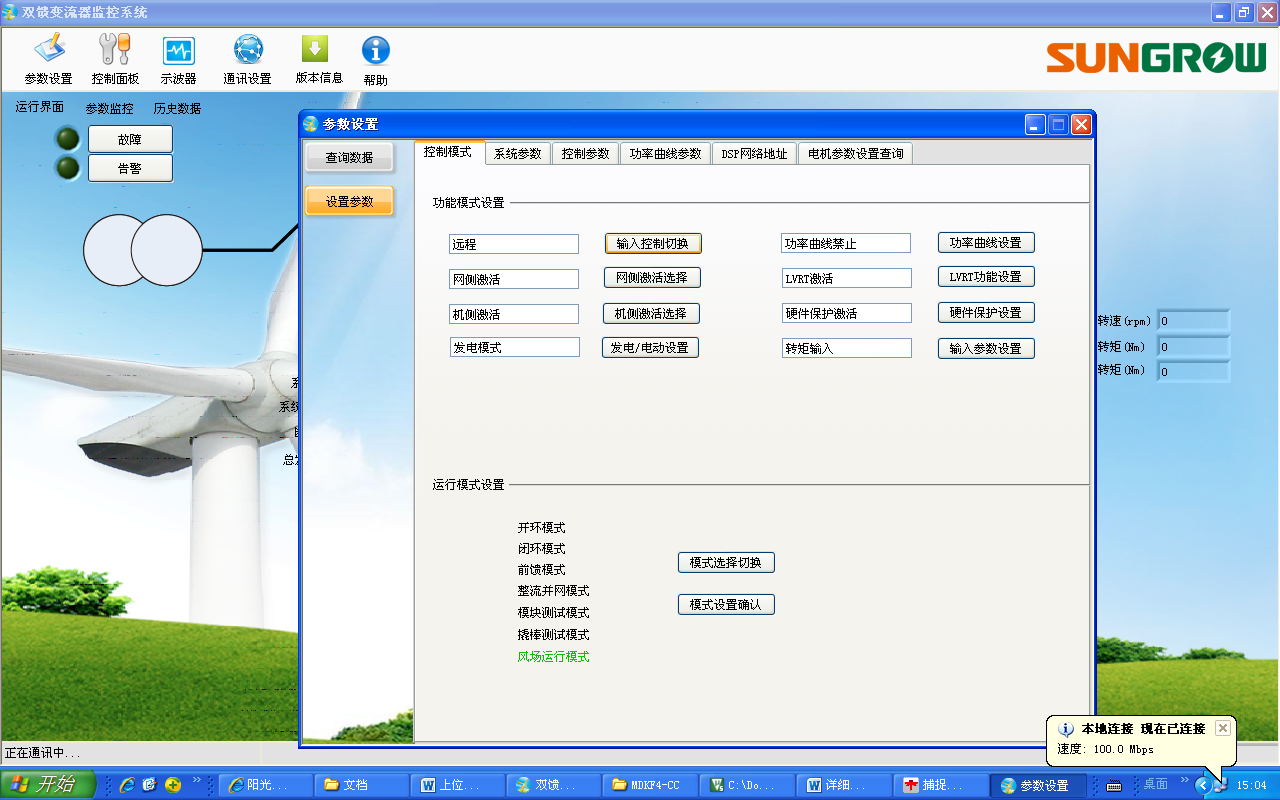 双馈变流器监控系统
参数设置 控制面板 示波器 通讯设置 版本信息 帮助
SUNGROW
运行界面 参数监控 历史数据
故障
告警
参数设置
查询数据
设置参数
控制模式 系统参数 控制参数 功率曲线参数 DSP网络地址 电机参数设置查询
功能模式设置
远程 输入控制切换 功率曲线禁止 功率曲线设置
网侧激活 网侧激活选择 LVRT激活 LVRT功能设置
机侧激活 机侧激活选择 硬件保护激活 硬件保护设置
发电模式 发电/电动设置 转矩输入 输入参数设置
转速(rpm) 0
转矩(Nm) 0
转矩(Nm) 0
系统
总
运行模式设置
开环模式
闭环模式
前馈模式
整流并网模式
模块测试模式
撬棒测试模式
风场运行模式
模式选择切换
模式设置确认
本地连接 现在已连接
速度: 100.0 Mbps
正在通讯中...
开始 阳光... 文档 上位... 双馈... MDKF4-CC C:\Do... 详细... 捕捉... 参数设置 桌面 15:04